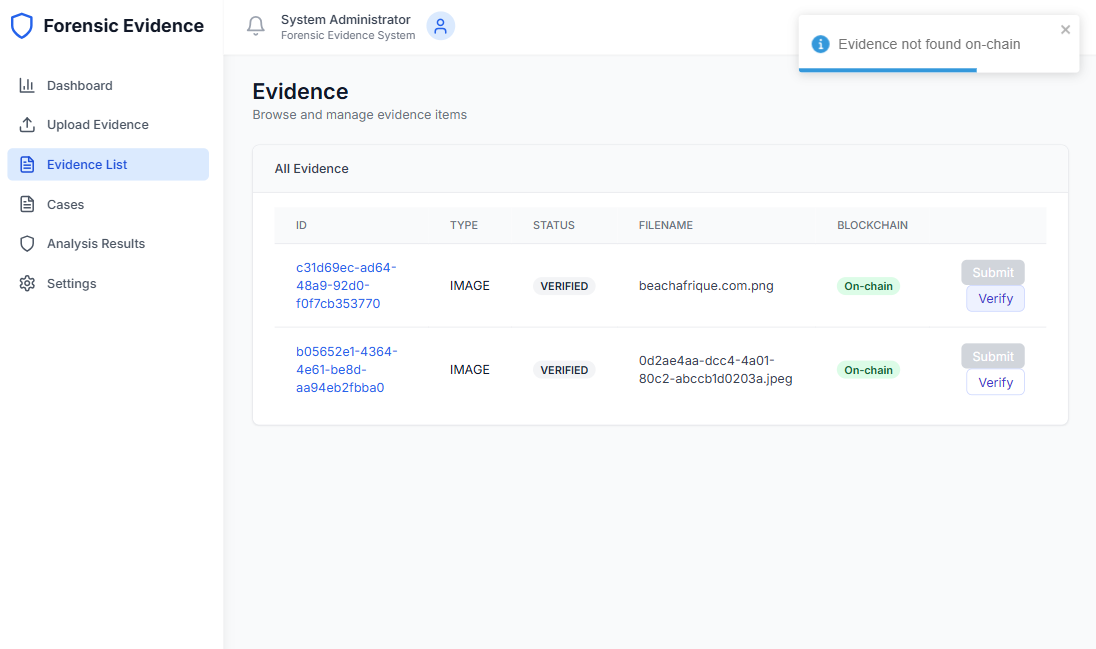 Forensic Evidence
System Administrator
Forensic Evidence System
Evidence not found on-chain
Dashboard
Upload Evidence
Evidence List
Cases
Analysis Results
Settings
Evidence
Browse and manage evidence items
All Evidence
ID TYPE STATUS FILENAME BLOCKCHAIN
c31d69ec-ad64-
48a9-92d0-
f0f7cb353770
IMAGE VERIFIED beachafrique.com.png On-chain
Submit
Verify
b05652e1-4364-
4e61-be8d-
aa94eb2fbba0
IMAGE VERIFIED
0d2ae4aa-dcc4-4a01-
80c2-abccb1d0203a.jpeg
On-chain
Submit
Verify